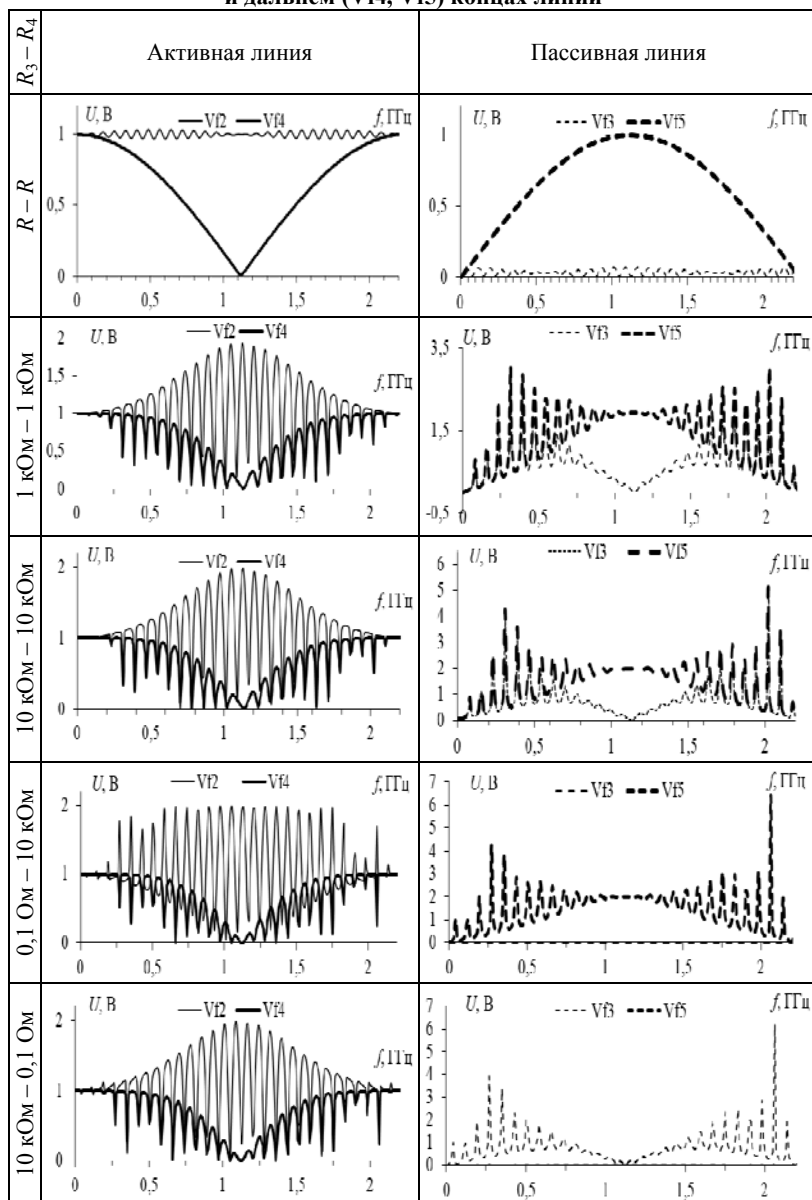 и дальнем (Vf4, Vf5) концах линии
R3 – R4
Активная линия
Пассивная линия
R – R
U, В
Vf2 Vf4
f, ГГц
1
0,5
0
0 0,5 1 1,5 2
U, В
Vf3 Vf5
f, ГГц
1
0,5
0
0 0,5 1 1,5 2
1 кОм – 1 кОм
U, В
Vf2 Vf4
f, ГГц
2
1,5
1
0,5
0
0 0,5 1 1,5 2
U, В
Vf3 Vf5
f, ГГц
3,5
1,5
-0,5
0 0,5 1 1,5 2
10 кОм – 10 кОм
U, В
Vf2 Vf4
f, ГГц
2
1
0
0 0,5 1 1,5 2
U, В
Vf3 Vf5
f, ГГц
6
5
4
3
2
1
0
0 0,5 1 1,5 2
0,1 Ом – 10 кОм
U, В
Vf2 Vf4
f, ГГц
2
1
0
0 0,5 1 1,5 2
U, В
Vf3 Vf5
f, ГГц
7
6
5
4
3
2
1
0
0 0,5 1 1,5 2
10 кОм – 0,1 Ом
U, В
Vf2 Vf4
f, ГГц
2
1
0
0 0,5 1 1,5 2
U, В
Vf3 Vf5
f, ГГц
7
6
5
4
3
2
1
0
0 0,5 1 1,5 2